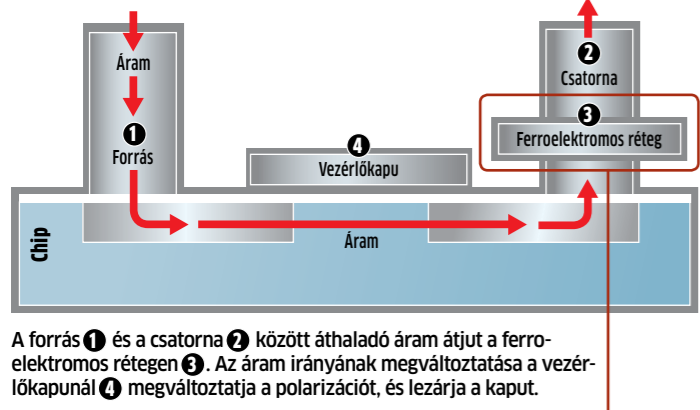 Áram
1
Forrás
4
Vezérlőkapu
2
Csatorna
3
Ferroelektromos réteg
Chip
Áram
A forrás 1 és a csatorna 2 között áthaladó áram átjut a ferro-
elektromos rétegen 3. Az áram irányának megváltoztatása a vezér-
lőkapunál 4 megváltoztatja a polarizációt, és lezárja a kaput.